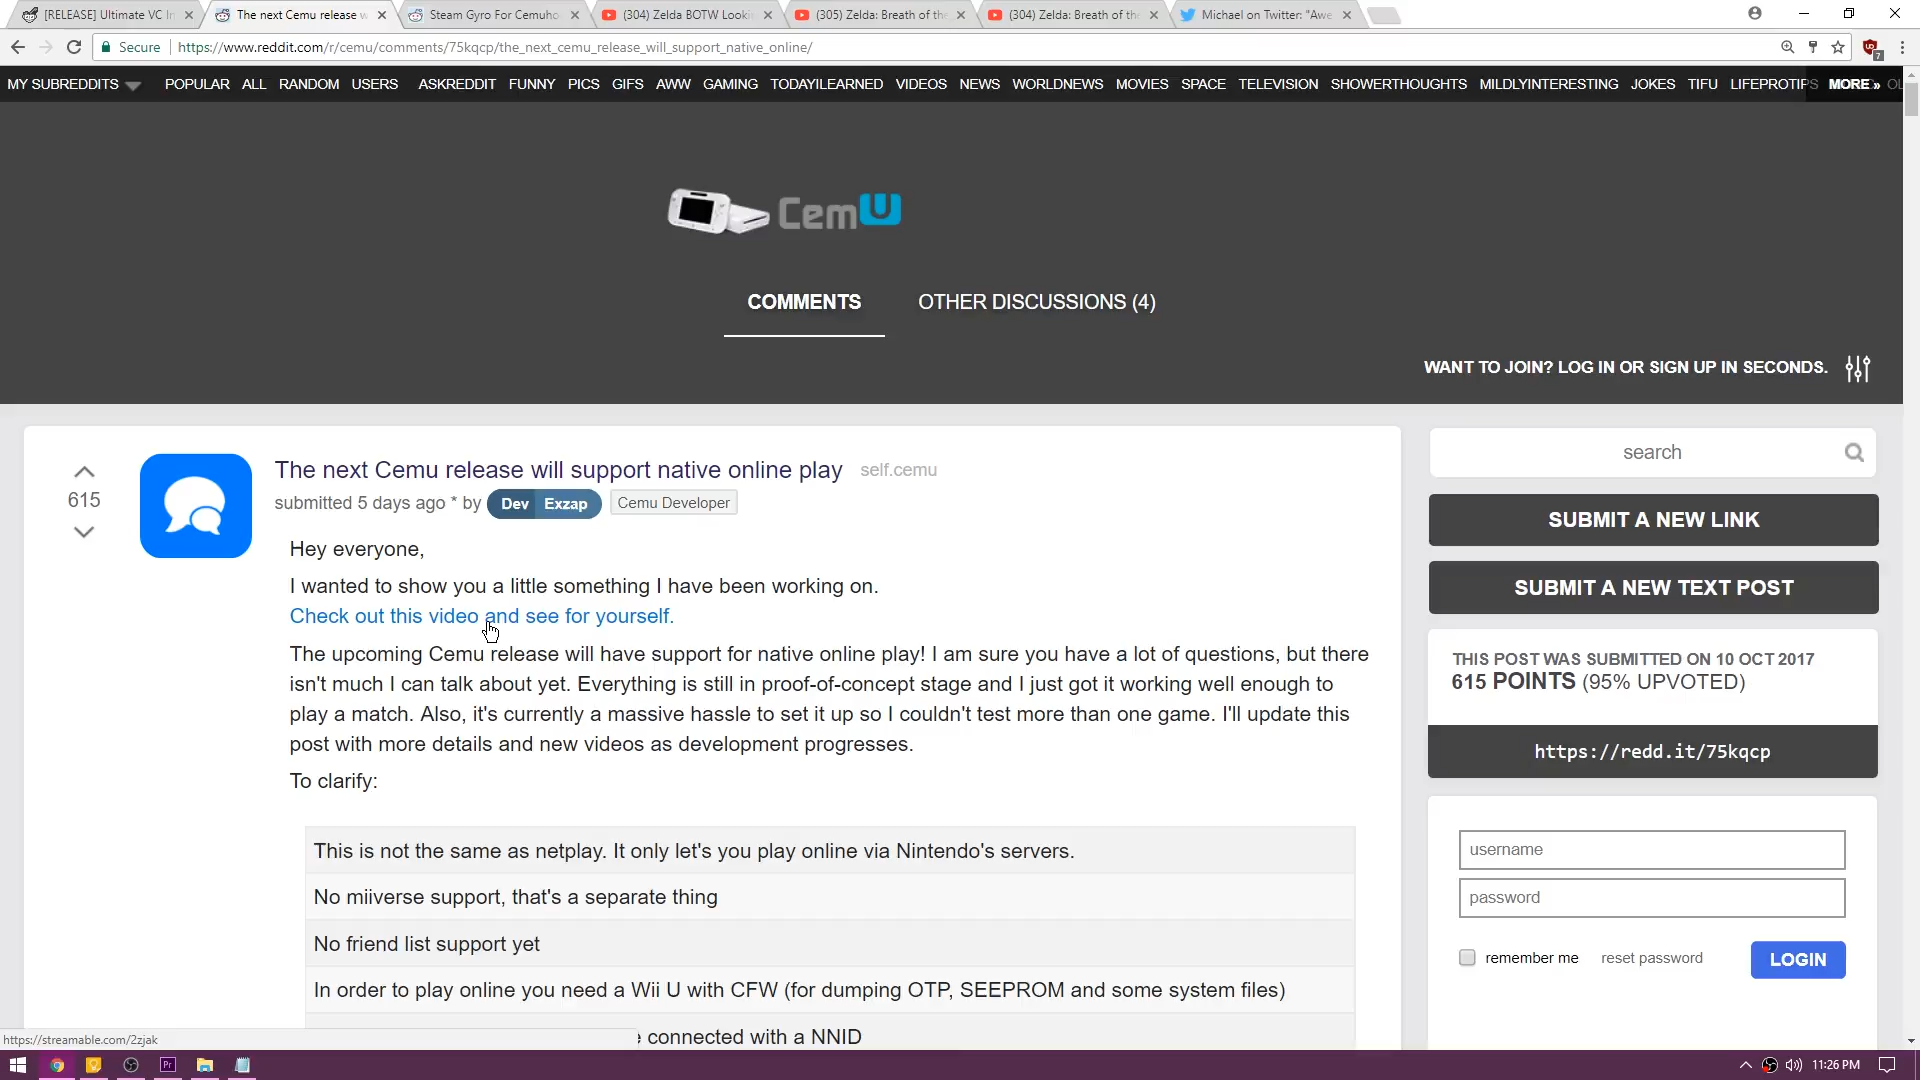 [RELEASE] Ultimate VC In
The next Cemu release w
Steam Gyro For Cemuho
(304) Zelda BOTW Looki
(305) Zelda: Breath of the
(304) Zelda: Breath of the
Michael on Twitter: "Awe
Secure
https://www.reddit.com/r/cemu/comments/75kqcp/the_next_cemu_release_will_support_native_online/
7
MY SUBREDDITS POPULAR ALL RANDOM USERS ASKREDDIT FUNNY PICS GIFS AWW GAMING TODAYILEARNED VIDEOS NEWS WORLDNEWS MOVIES SPACE TELEVISION SHOWERTHOUGHTS MILDLYINTERESTING JOKES TIFU LIFEPROTIPS MORE » OL
CemU
COMMENTS OTHER DISCUSSIONS (4)
WANT TO JOIN? LOG IN OR SIGN UP IN SECONDS.
615
The next Cemu release will support native online play self.cemu
submitted 5 days ago * by Dev Exzap Cemu Developer
Hey everyone,
I wanted to show you a little something I have been working on.
Check out this video and see for yourself.
The upcoming Cemu release will have support for native online play! I am sure you have a lot of questions, but there
isn't much I can talk about yet. Everything is still in proof-of-concept stage and I just got it working well enough to
play a match. Also, it's currently a massive hassle to set it up so I couldn't test more than one game. I'll update this
post with more details and new videos as development progresses.
To clarify:
This is not the same as netplay. It only let's you play online via Nintendo's servers.
No miiverse support, that's a separate thing
No friend list support yet
In order to play online you need a Wii U with CFW (for dumping OTP, SEEPROM and some system files)
connected with a NNID
search
SUBMIT A NEW LINK
SUBMIT A NEW TEXT POST
THIS POST WAS SUBMITTED ON 10 OCT 2017
615 POINTS (95% UPVOTED)
https://redd.it/75kqcp
username
password
remember me reset password LOGIN
https://streamable.com/2zjak
Pr
11:26 PM